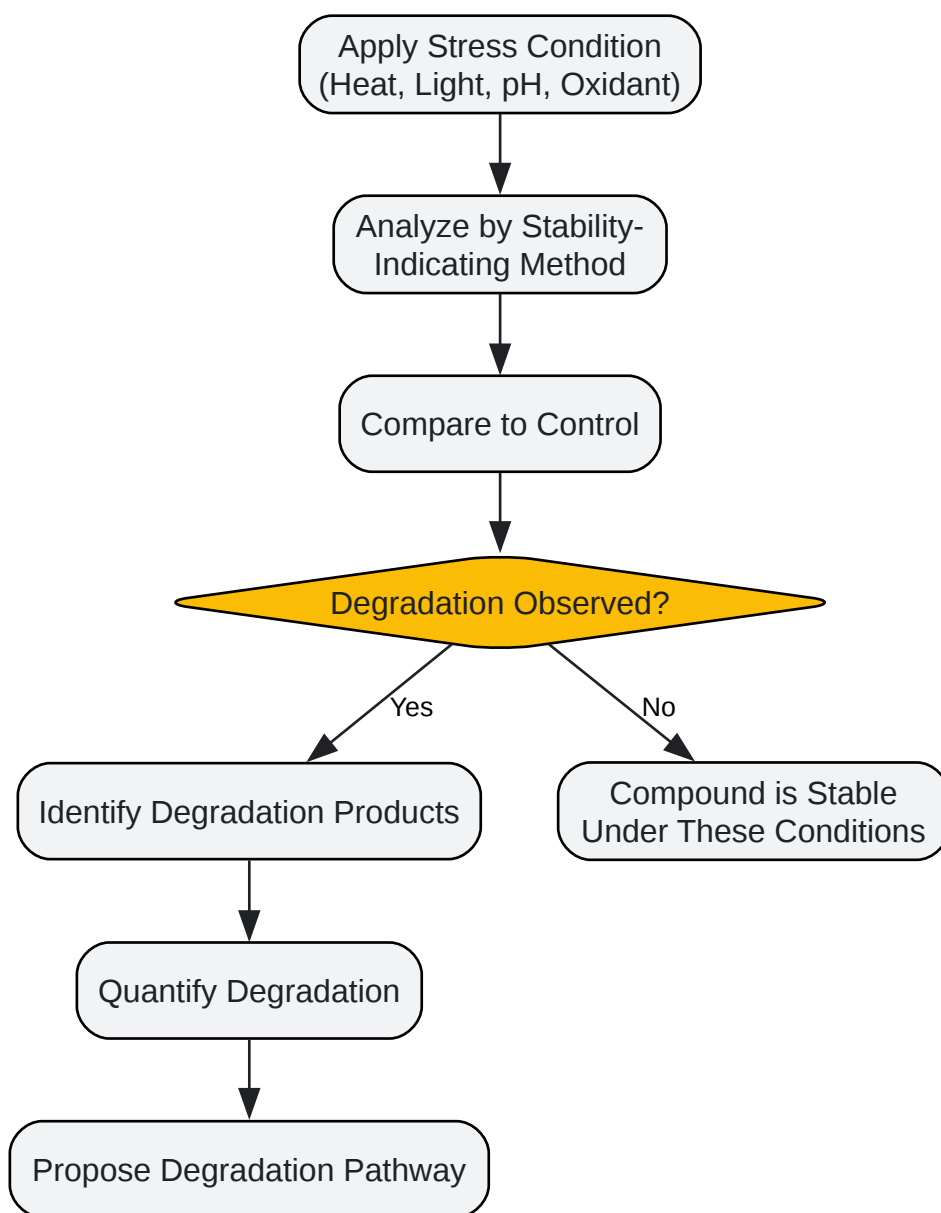 Apply Stress Condition
(Heat, Light, pH, Oxidant)
Analyze by Stability-
Indicating Method
Compare to Control
Degradation Observed?
Yes
No
Identify Degradation Products
Compound is Stable
Under These Conditions
Quantify Degradation
Propose Degradation Pathway